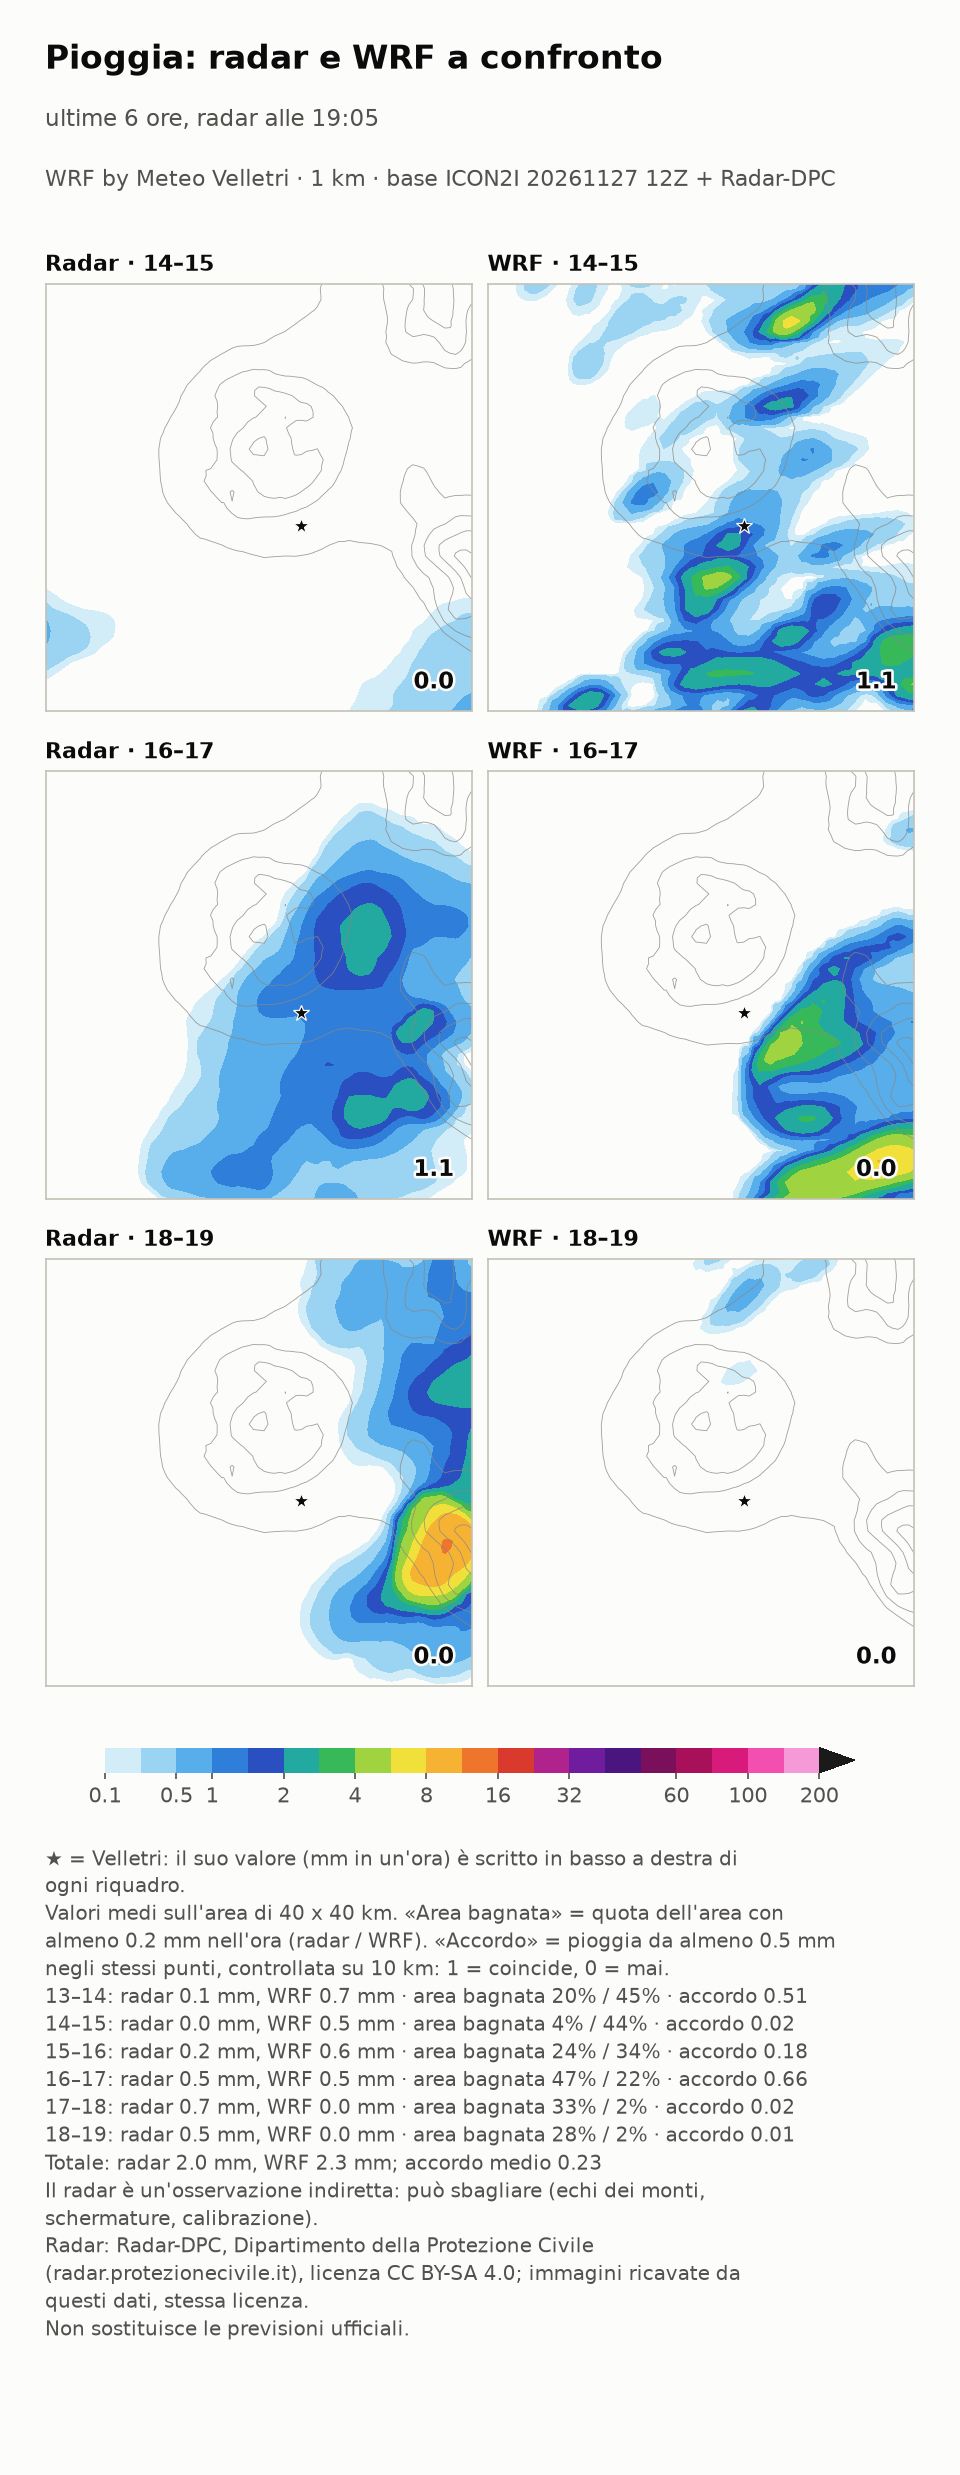 Pioggia: radar e WRF a confronto
ultime 6 ore, radar alle 19:05
WRF by Meteo Velletri · 1 km · base ICON2I 20261127 12Z + Radar-DPC
Radar · 14–15
WRF · 14–15
0.0
1.1
Radar · 16–17
WRF · 16–17
1.1
0.0
Radar · 18–19
WRF · 18–19
0.0
0.0
0.1 0.5 1 2 4 8 16 32 60 100 200
★ = Velletri: il suo valore (mm in un'ora) è scritto in basso a destra di
ogni riquadro.
Valori medi sull'area di 40 x 40 km. «Area bagnata» = quota dell'area con
almeno 0.2 mm nell'ora (radar / WRF). «Accordo» = pioggia da almeno 0.5 mm
negli stessi punti, controllata su 10 km: 1 = coincide, 0 = mai.
13–14: radar 0.1 mm, WRF 0.7 mm · area bagnata 20% / 45% · accordo 0.51
14–15: radar 0.0 mm, WRF 0.5 mm · area bagnata 4% / 44% · accordo 0.02
15–16: radar 0.2 mm, WRF 0.6 mm · area bagnata 24% / 34% · accordo 0.18
16–17: radar 0.5 mm, WRF 0.5 mm · area bagnata 47% / 22% · accordo 0.66
17–18: radar 0.7 mm, WRF 0.0 mm · area bagnata 33% / 2% · accordo 0.02
18–19: radar 0.5 mm, WRF 0.0 mm · area bagnata 28% / 2% · accordo 0.01
Totale: radar 2.0 mm, WRF 2.3 mm; accordo medio 0.23
Il radar è un'osservazione indiretta: può sbagliare (echi dei monti,
schermature, calibrazione).
Radar: Radar-DPC, Dipartimento della Protezione Civile
(radar.protezionecivile.it), licenza CC BY-SA 4.0; immagini ricavate da
questi dati, stessa licenza.
Non sostituisce le previsioni ufficiali.